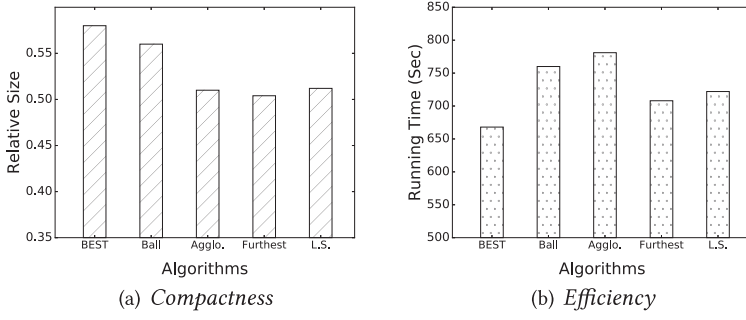 0.55
0.50
0.45
0.40
0.35
Relative Size
BEST Ball Agglo. Furthest L.S.
Algorithms
(a) Compactness
850
800
750
700
650
600
550
500
Running Time (Sec)
BEST Ball Agglo. Furthest L.S.
Algorithms
(b) Efficiency